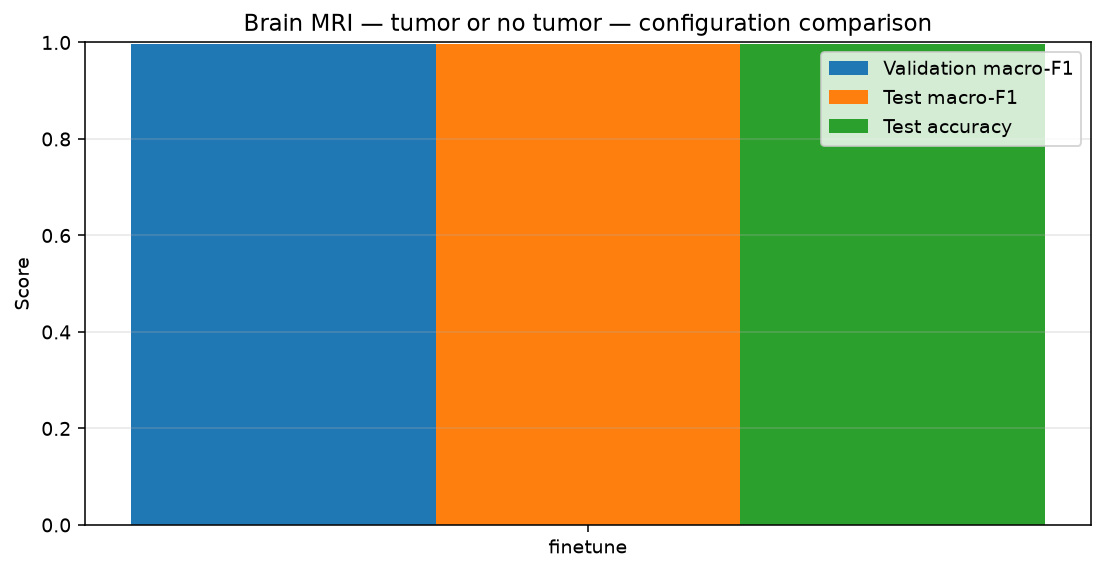 Brain MRI — tumor or no tumor — configuration comparison
1.0
0.8
0.6
0.4
0.2
0.0
Score
Validation macro-F1
Test macro-F1
Test accuracy
finetune